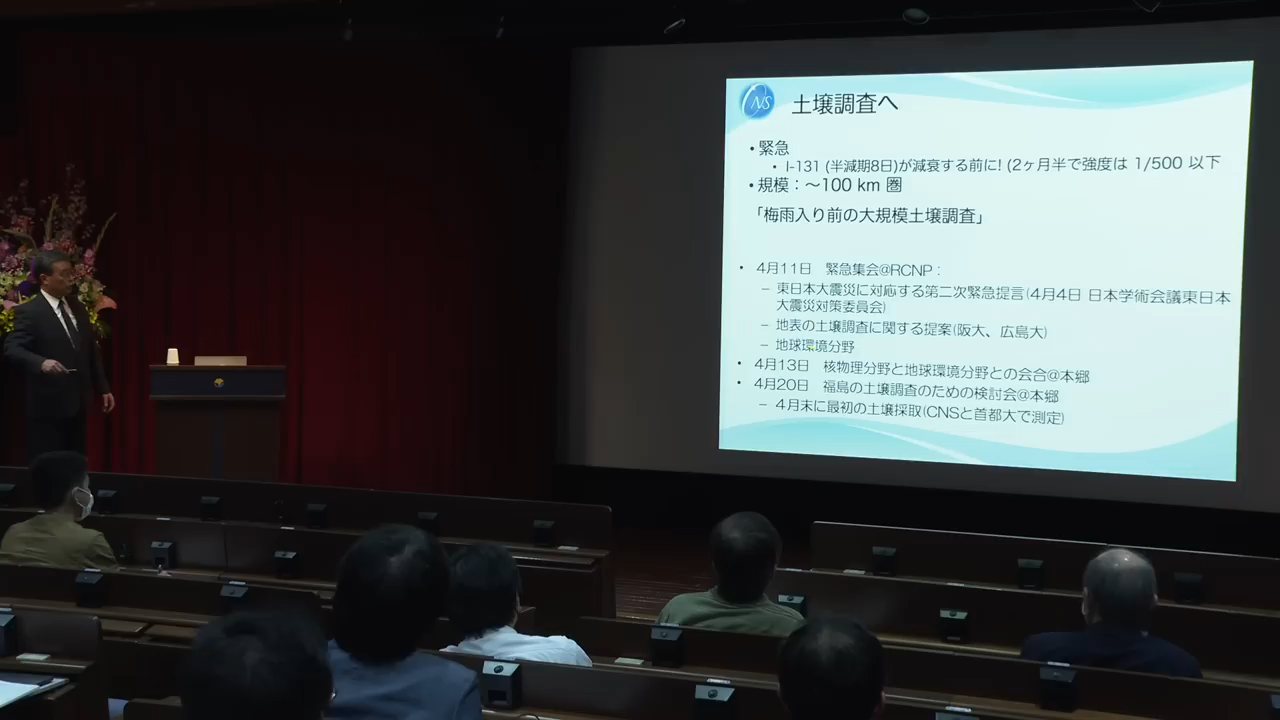 CNS
土壌調査へ
• 緊急
• I-131 (半減期8日)が減衰する前に! (2ヶ月半で強度は 1/500 以下
• 規模：〜100 km 圏
「梅雨入り前の大規模土壌調査」
• 4月11日 緊急集会@RCNP：
– 東日本大震災に対応する第二次緊急提言(4月4日 日本学術会議東日本
大震災対策委員会)
– 地表の土壌調査に関する提案(阪大、広島大)
– 地球環境分野
• 4月13日 核物理分野と地球環境分野との会合@本郷
• 4月20日 福島の土壌調査のための検討会@本郷
– 4月末に最初の土壌採取(CNSと首都大で測定)